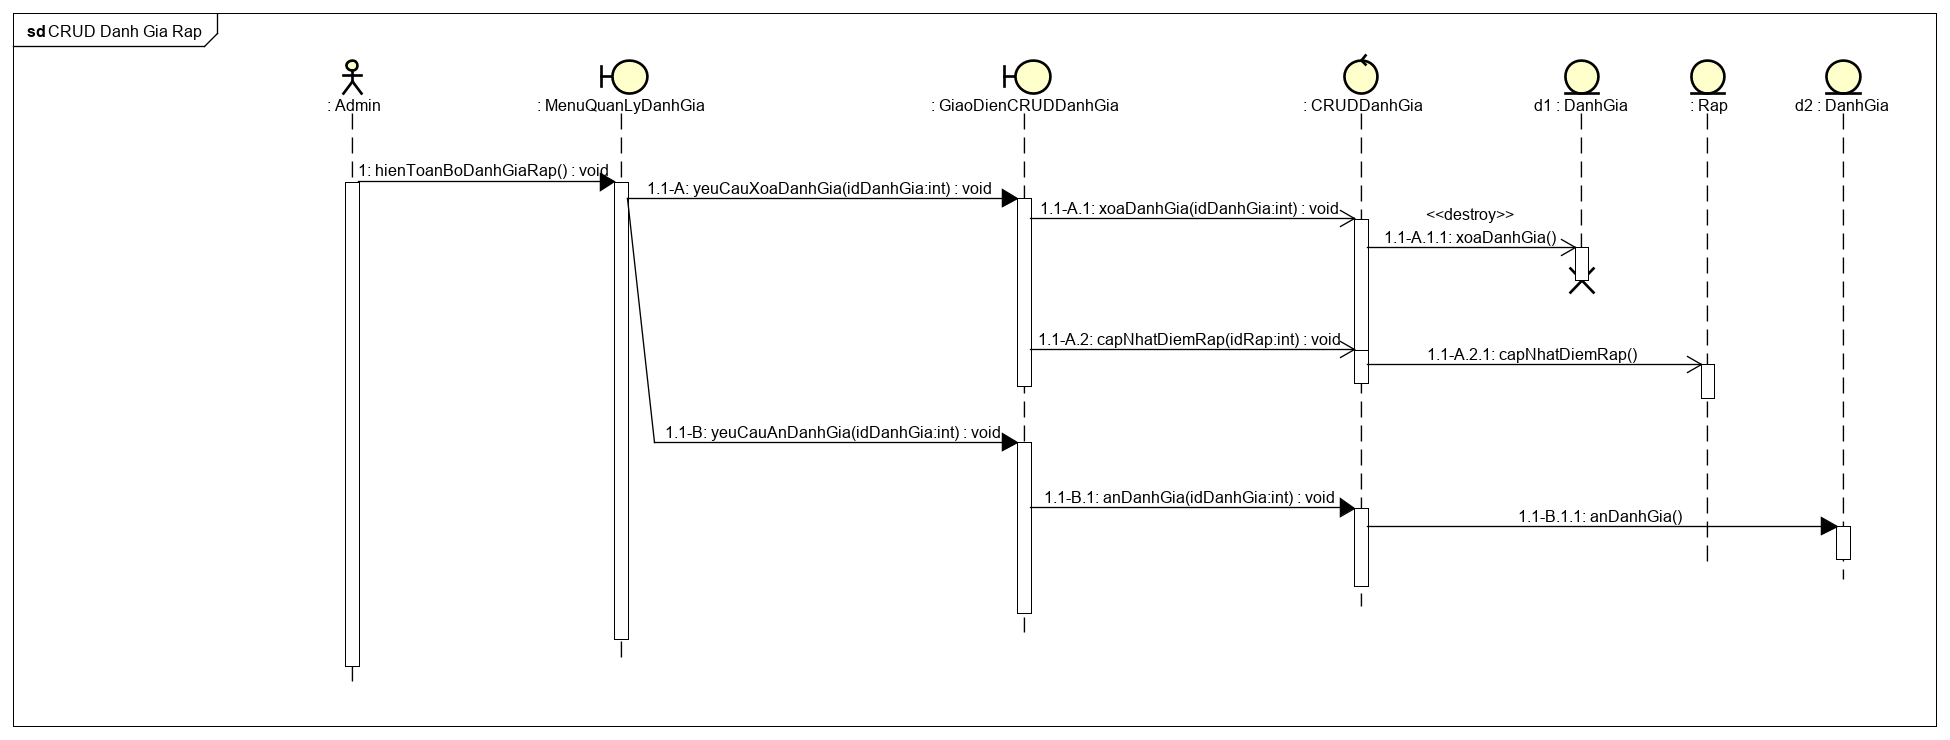 sd CRUD Danh Gia Rap
: Admin
: MenuQuanLyDanhGia
: GiaoDienCRUDDanhGia
: CRUDDanhGia
d1 : DanhGia
: Rap
d2 : DanhGia
1: hienToanBoDanhGiaRap() : void
1.1-A: yeuCauXoaDanhGia(idDanhGia:int) : void
1.1-A.1: xoaDanhGia(idDanhGia:int) : void
<<destroy>>
1.1-A.1.1: xoaDanhGia()
1.1-A.2: capNhatDiemRap(idRap:int) : void
1.1-A.2.1: capNhatDiemRap()
1.1-B: yeuCauAnDanhGia(idDanhGia:int) : void
1.1-B.1: anDanhGia(idDanhGia:int) : void
1.1-B.1.1: anDanhGia()